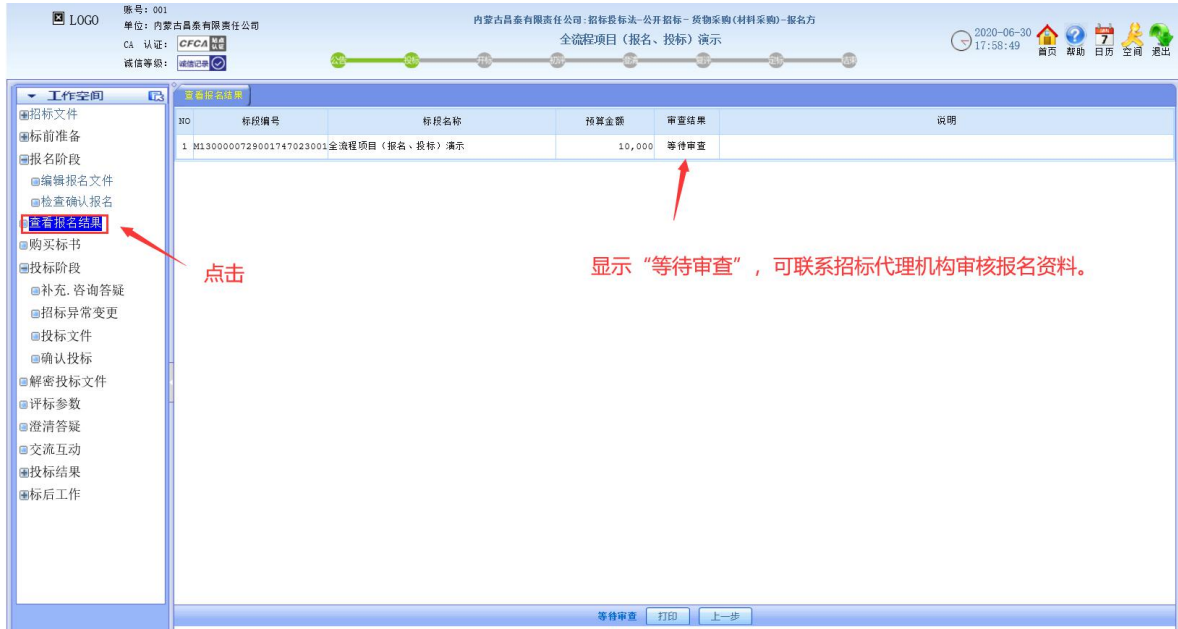 LOGO
账号: 001
单位: 内蒙古昌泰有限责任公司
CA 认证: CFCA
诚信等级: 诚信记录
内蒙古昌泰有限责任公司:招标投标法-公开招标-货物采购(材料采购)-报名方
全流程项目（报名、投标）演示
公告 投标 开标 定标 结束
2020-06-30
17:58:49
7
首页 帮助 日历 空间 退出
工作空间
招标文件
标前准备
报名阶段
编辑报名文件
检查确认报名
查看报名结果
购买标书
投标阶段
补充.咨询答疑
招标异常变更
投标文件
确认投标
解密投标文件
评标参数
澄清答疑
交流互动
投标结果
标后工作
查看报名结果
NO 标段编号 标段名称 预算金额 审查结果 说明
1 M1300000729001747023001 全流程项目（报名、投标）演示 10,000 等待审查
点击
显示“等待审查”，可联系招标代理机构审核报名资料。
等待审查 打印 上一步